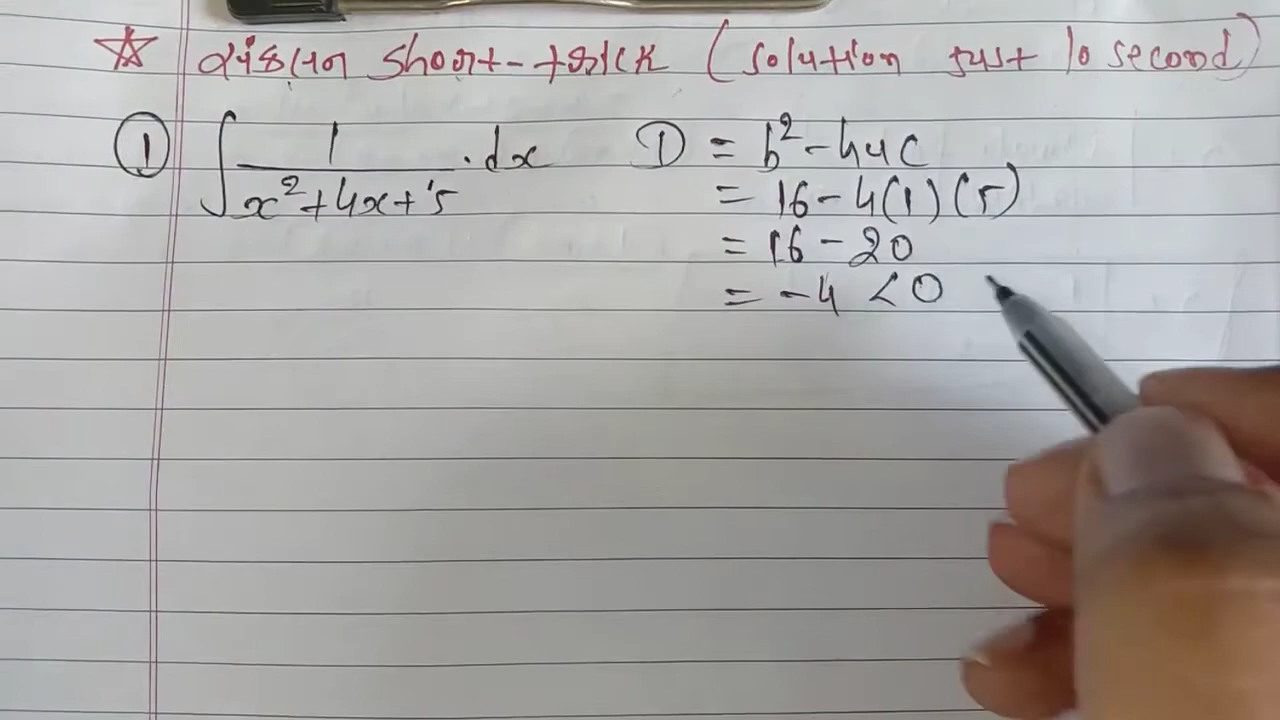 ☆ સંકલન short-trick (solution just 10 second)
① ∫ 1/(x²+4x+5) .dx D = b²-4ac
= 16-4(1)(5)
= 16-20
= -4 <0